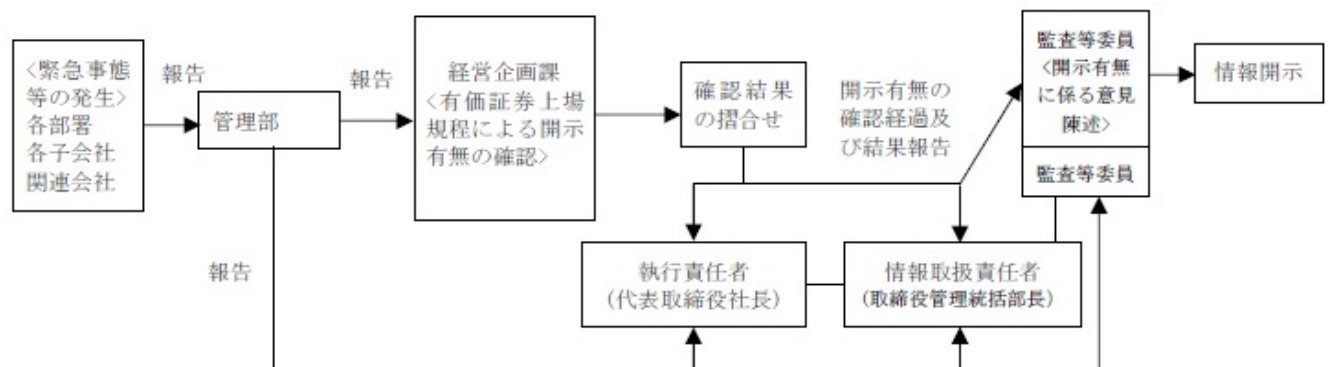 <緊急事態
等の発生>
各部署
各子会社
関連会社
報告
管理部
報告
経営企画課
<有価証券上場
規程による開示
有無の確認>
確認結果
の摺合せ
開示有無の
確認経過及
び結果報告
監査等委員
<開示有無
に係る意見
陳述>
監査等委員
情報開示
報告
執行責任者
(代表取締役社長)
情報取扱責任者
(取締役管理統括部長)